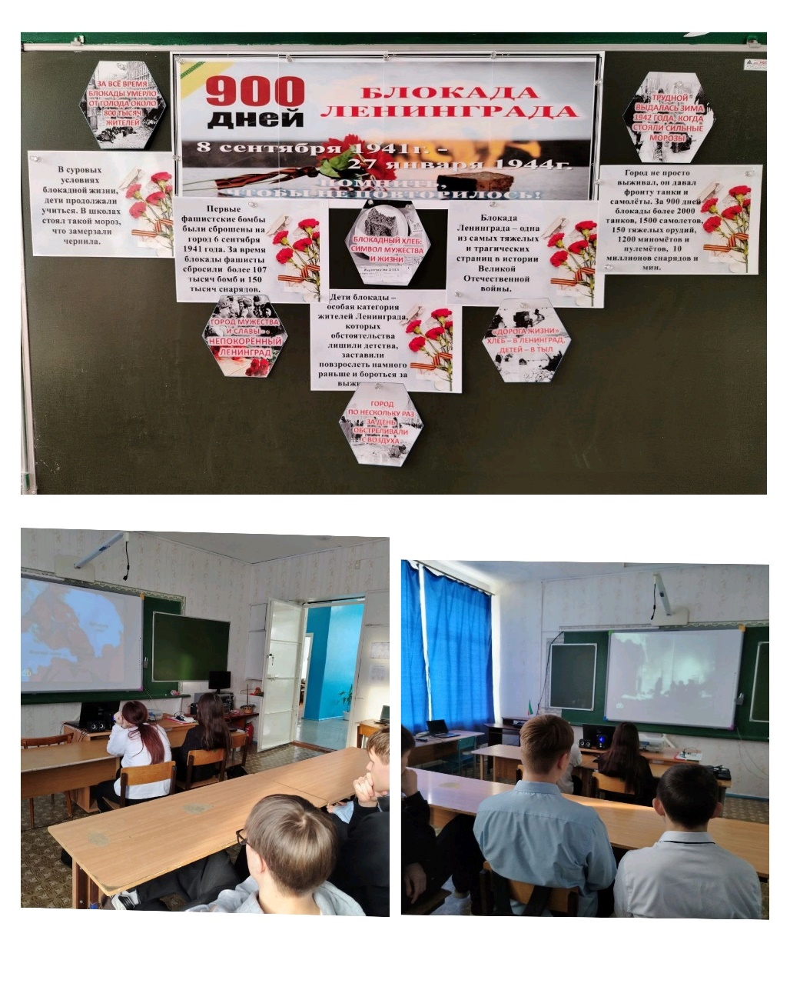 900
дней
БЛОКАДА
ЛЕНИНГРАДА
8 сентября 1941г. -
27 января 1944г.
ПОМНИТЬ,
ЧТОБЫ НЕ ПОВТОРИЛОСЬ!
ЗА ВСЁ ВРЕМЯ
БЛОКАДЫ УМЕРЛО
ОТ ГОЛОДА ОКОЛО
800 ТЫСЯЧ
ЖИТЕЛЕЙ
ТРУДНОЙ
ВЫДАЛАСЬ ЗИМА
1942 ГОДА, КОГДА
СТОЯЛИ СИЛЬНЫЕ
МОРОЗЫ
В суровых
условиях
блокадной жизни,
дети продолжали
учиться. В школах
стоял такой мороз,
что замерзали
чернила.
Первые
фашистские бомбы
были сброшены на
город 6 сентября
1941 года. За время
блокады фашисты
сбросили более 107
тысяч бомб и 150
тысяч снарядов.
БЛОКАДНЫЙ ХЛЕБ:
СИМВОЛ МУЖЕСТВА
И ЖИЗНИ
Блокада
Ленинграда – одна
из самых тяжелых
и трагических
страниц в истории
Великой
Отечественной
войны.
Город не просто
выживал, он давал
фронту танки и
самолёты. За 900 дней
блокады более 2000
танков, 1500 самолетов,
150 тяжелых орудий,
1200 миномётов и
пулемётов, 10
миллионов снарядов и
мин.
ГОРОД МУЖЕСТВА
И СЛАВЫ –
НЕПОКОРЁННЫЙ
ЛЕНИНГРАД
Дети блокады –
особая категория
жителей Ленинграда,
которых
обстоятельства
лишили детства,
заставили
повзрослеть намного
раньше и бороться за
«ДОРОГА ЖИЗНИ»
ХЛЕБ – В ЛЕНИНГРАД,
ДЕТЕЙ – В ТЫЛ
ГОРОД
ПО НЕСКОЛЬКУ РАЗ
ЗА ДЕНЬ
ОБСТРЕЛИВАЛИ
С ВОЗДУХА